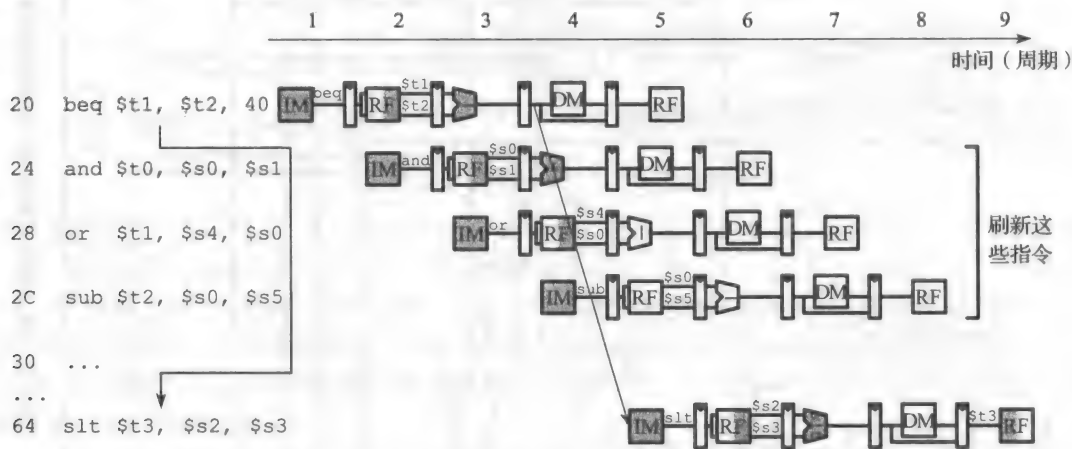 1 2 3 4 5 6 7 8 9
时间（周期）
20 beq $t1, $t2, 40 IM beq RF $t1 $t2 DM RF
24 and $t0, $s0, $s1 IM and RF $s0 $s1 DM RF
28 or $t1, $s4, $s0 IM or RF $s4 $s0 | DM RF
2C sub $t2, $s0, $s5 IM sub RF $s0 $s5 - DM RF
刷新这
些指令
30 ...
...
64 slt $t3, $s2, $s3 IM slt RF $s2 $s3 DM $t3 RF